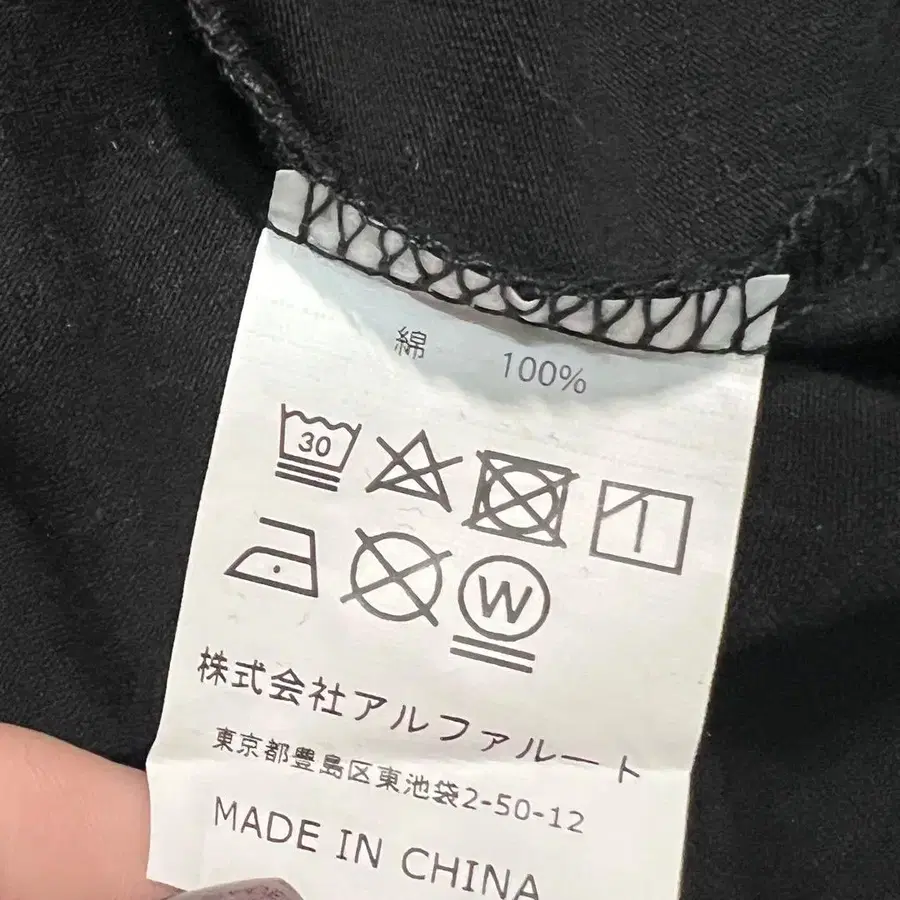 綿 100%
30
W
株式会社アルファルート
東京都豊島区東池袋2-50-12
MADE IN CHINA